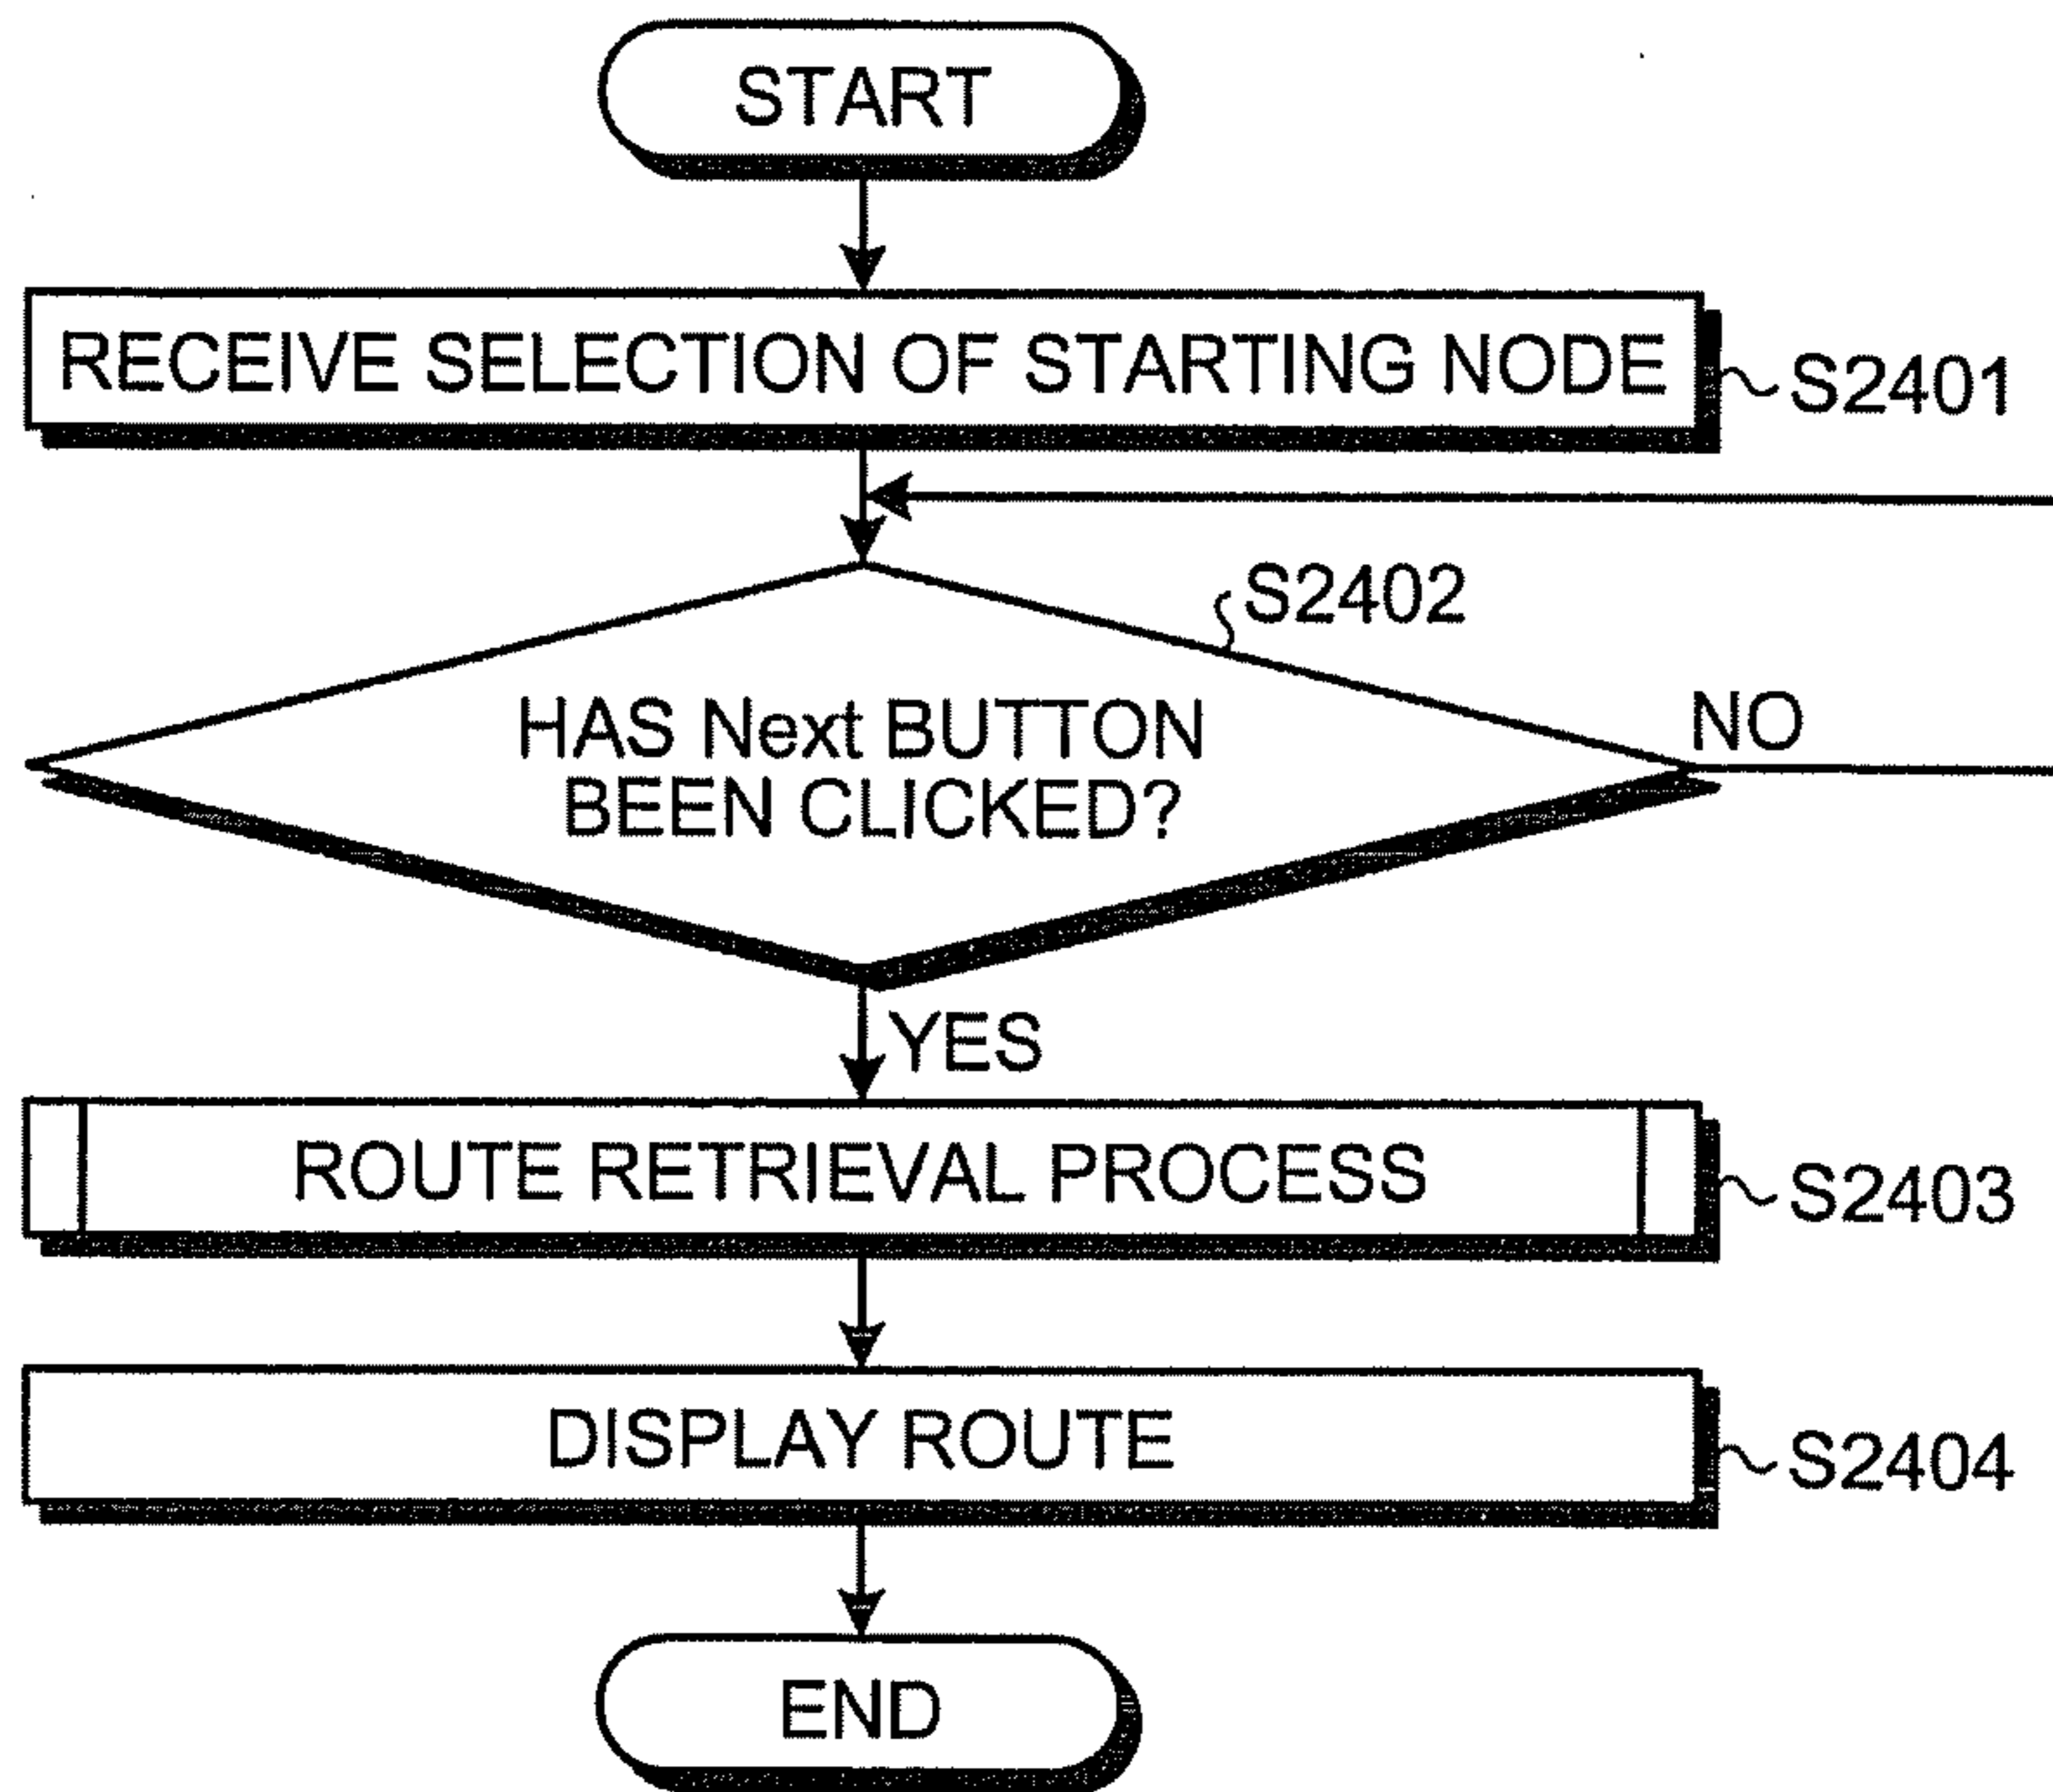 START
RECEIVE SELECTION OF STARTING NODE
S2401
S2402
HAS Next BUTTON
BEEN CLICKED?
NO
YES
ROUTE RETRIEVAL PROCESS
S2403
DISPLAY ROUTE
S2404
END